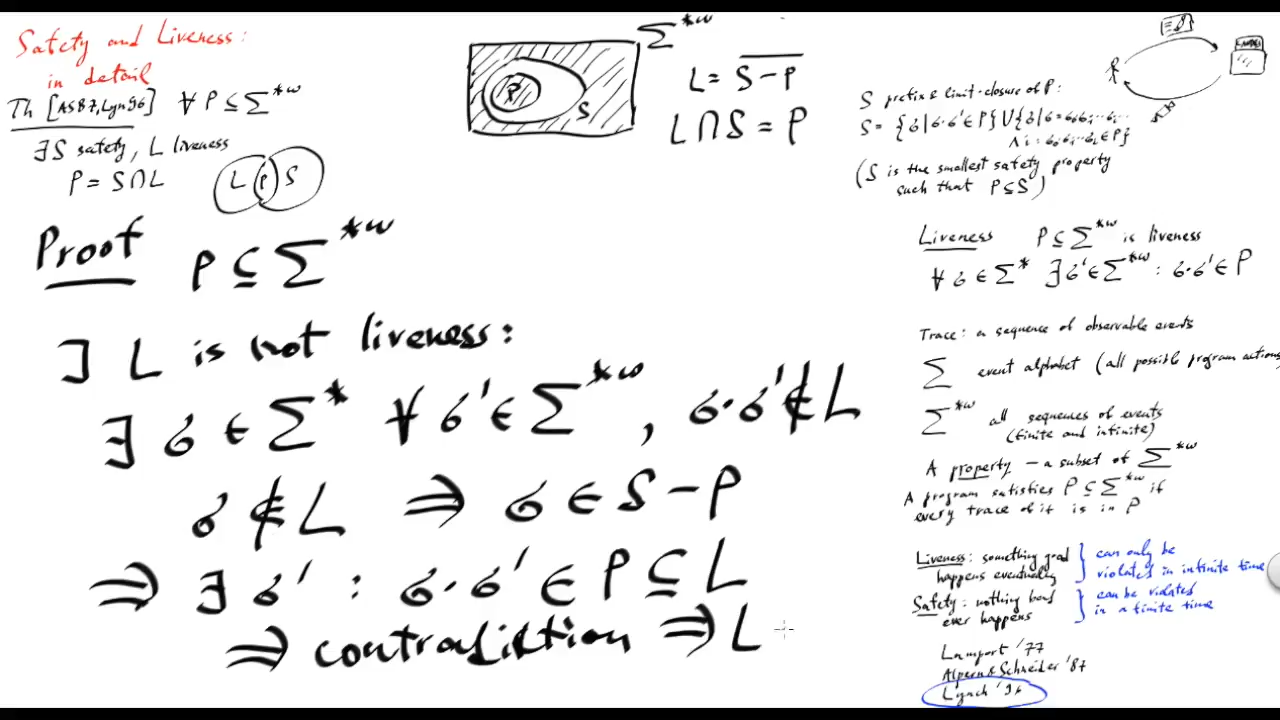 Safety and Liveness:
in detail
Th [AS87, Lyn96] ∀ P ⊆ Σ*ω
∃ S safety, L liveness
P = S ∩ L
L P S
Σ*ω
P S
L = S̅ ̅-̅ ̅P̅
L ∩ S = P
Proof P ⊆ Σ*ω
∃ L is not liveness:
∃ σ ∈ Σ* ∀ σ' ∈ Σ*ω, σ·σ' ∉ L
σ ∉ L ⇒ σ ∈ S - P
⇒ ∃ σ' : σ·σ' ∈ P ⊆ L
⇒ contradiction ⇒ L
S prefix & limit-closure of P:
(S is the smallest safety property
such that P ⊆ S)
Liveness P ⊆ Σ*ω is liveness
∀ σ ∈ Σ* ∃ σ' ∈ Σ*ω : σ·σ' ∈ P
Trace: a sequence of observable events
Σ event alphabet (all possible program actions
Σ*ω all sequences of events
(finite and infinite)
A property - a subset of Σ*ω
A program satisfies P ⊆ Σ*ω if
every trace of it is in P
Liveness: something good
happens eventually
can only be
violated in infinite time
Safety: nothing bad
ever happens
can be violated
in a finite time
Lamport '77
Alpern & Schneider '87
Lynch '96